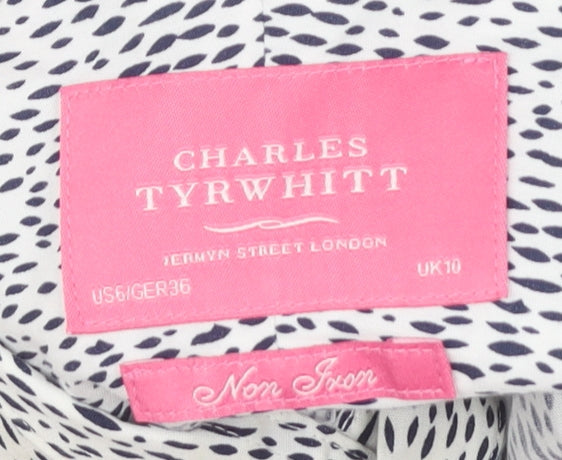 CHARLES
TYRWHITT
JERMYN STREET LONDON
US6/GER36
UK10
Non Iron